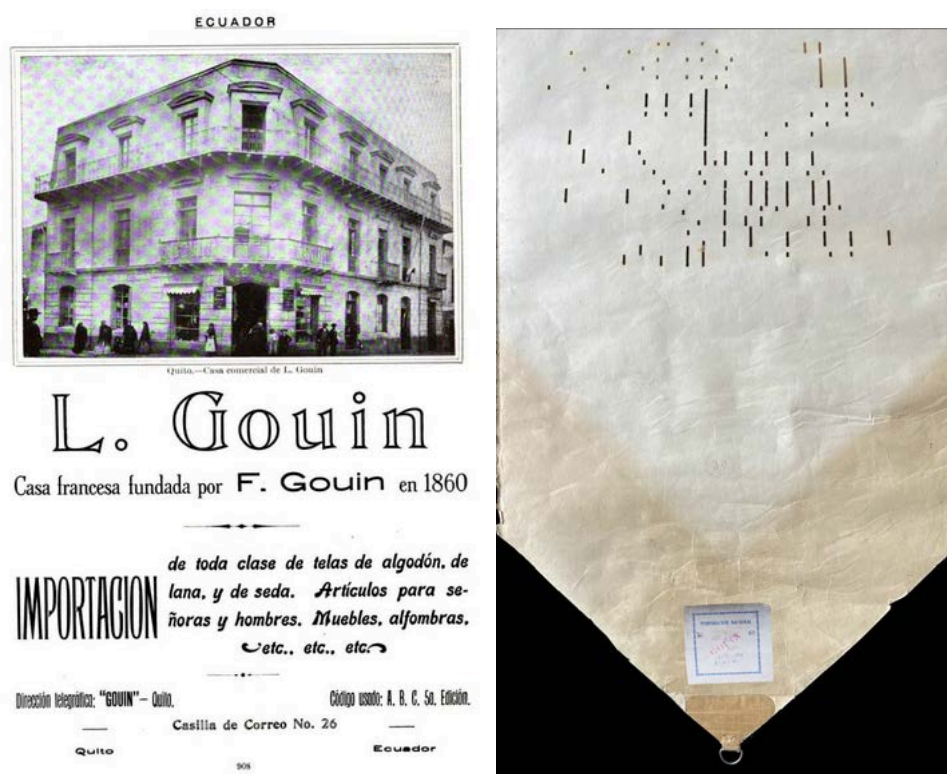 ECUADOR
Quito.—Casa comercial de L. Gouin
L. Gouin
Casa francesa fundada por F. Gouin en 1860
IMPORTACION
de toda clase de telas de algodón, de
lana, y de seda. Artículos para se-
ñoras y hombres. Muebles, alfombras,
etc., etc., etc.
Dirección telegráfica: "GOUIN"— Quito.
Código usado: A. B. C. 5a. Edición.
Casilla de Correo No. 26
Quito
Ecuador
908